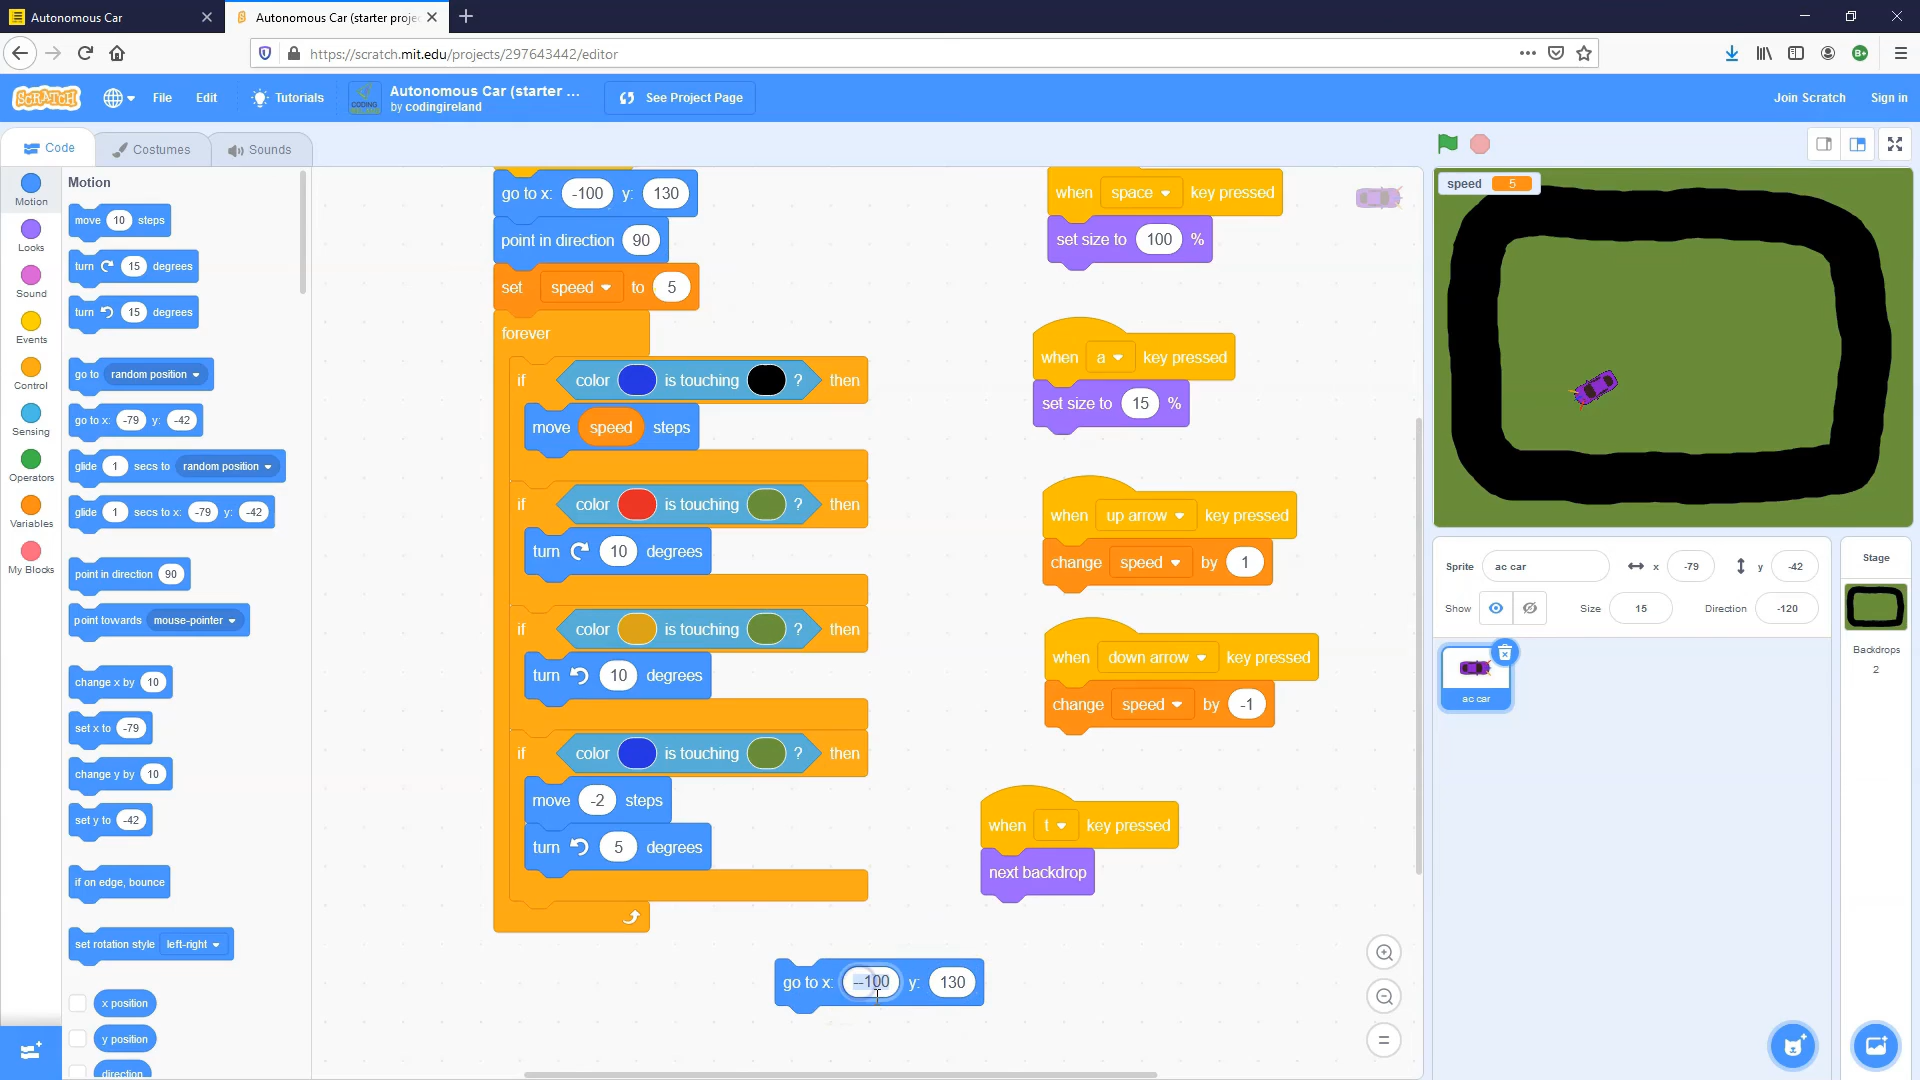 Autonomous Car
Autonomous Car (starter proje
https://scratch.mit.edu/projects/297643442/editor
B+
SCRATCH
File
Edit
Tutorials
CODING
Autonomous Car (starter ...
by codingireland
See Project Page
Join Scratch
Sign in
Code
Costumes
Sounds
Motion
Looks
Sound
Events
Control
Sensing
Operators
Variables
My Blocks
Motion
move 10 steps
turn 15 degrees
turn 15 degrees
go to random position
go to x: -79 y: -42
glide 1 secs to random position
glide 1 secs to x: -79 y: -42
point in direction 90
point towards mouse-pointer
change x by 10
set x to -79
change y by 10
set y to -42
if on edge, bounce
set rotation style left-right
x position
y position
direction
go to x: -100 y: 130
point in direction 90
set speed to 5
forever
if color is touching ? then
move speed steps
if color is touching ? then
turn 10 degrees
if color is touching ? then
turn 10 degrees
if color is touching ? then
move -2 steps
turn 5 degrees
go to x: --100 y: 130
when space key pressed
set size to 100 %
when a key pressed
set size to 15 %
when up arrow key pressed
change speed by 1
when down arrow key pressed
change speed by -1
when t key pressed
next backdrop
speed 5
Sprite ac car x -79 y -42
Show Size 15 Direction -120
ac car
Stage
Backdrops
2